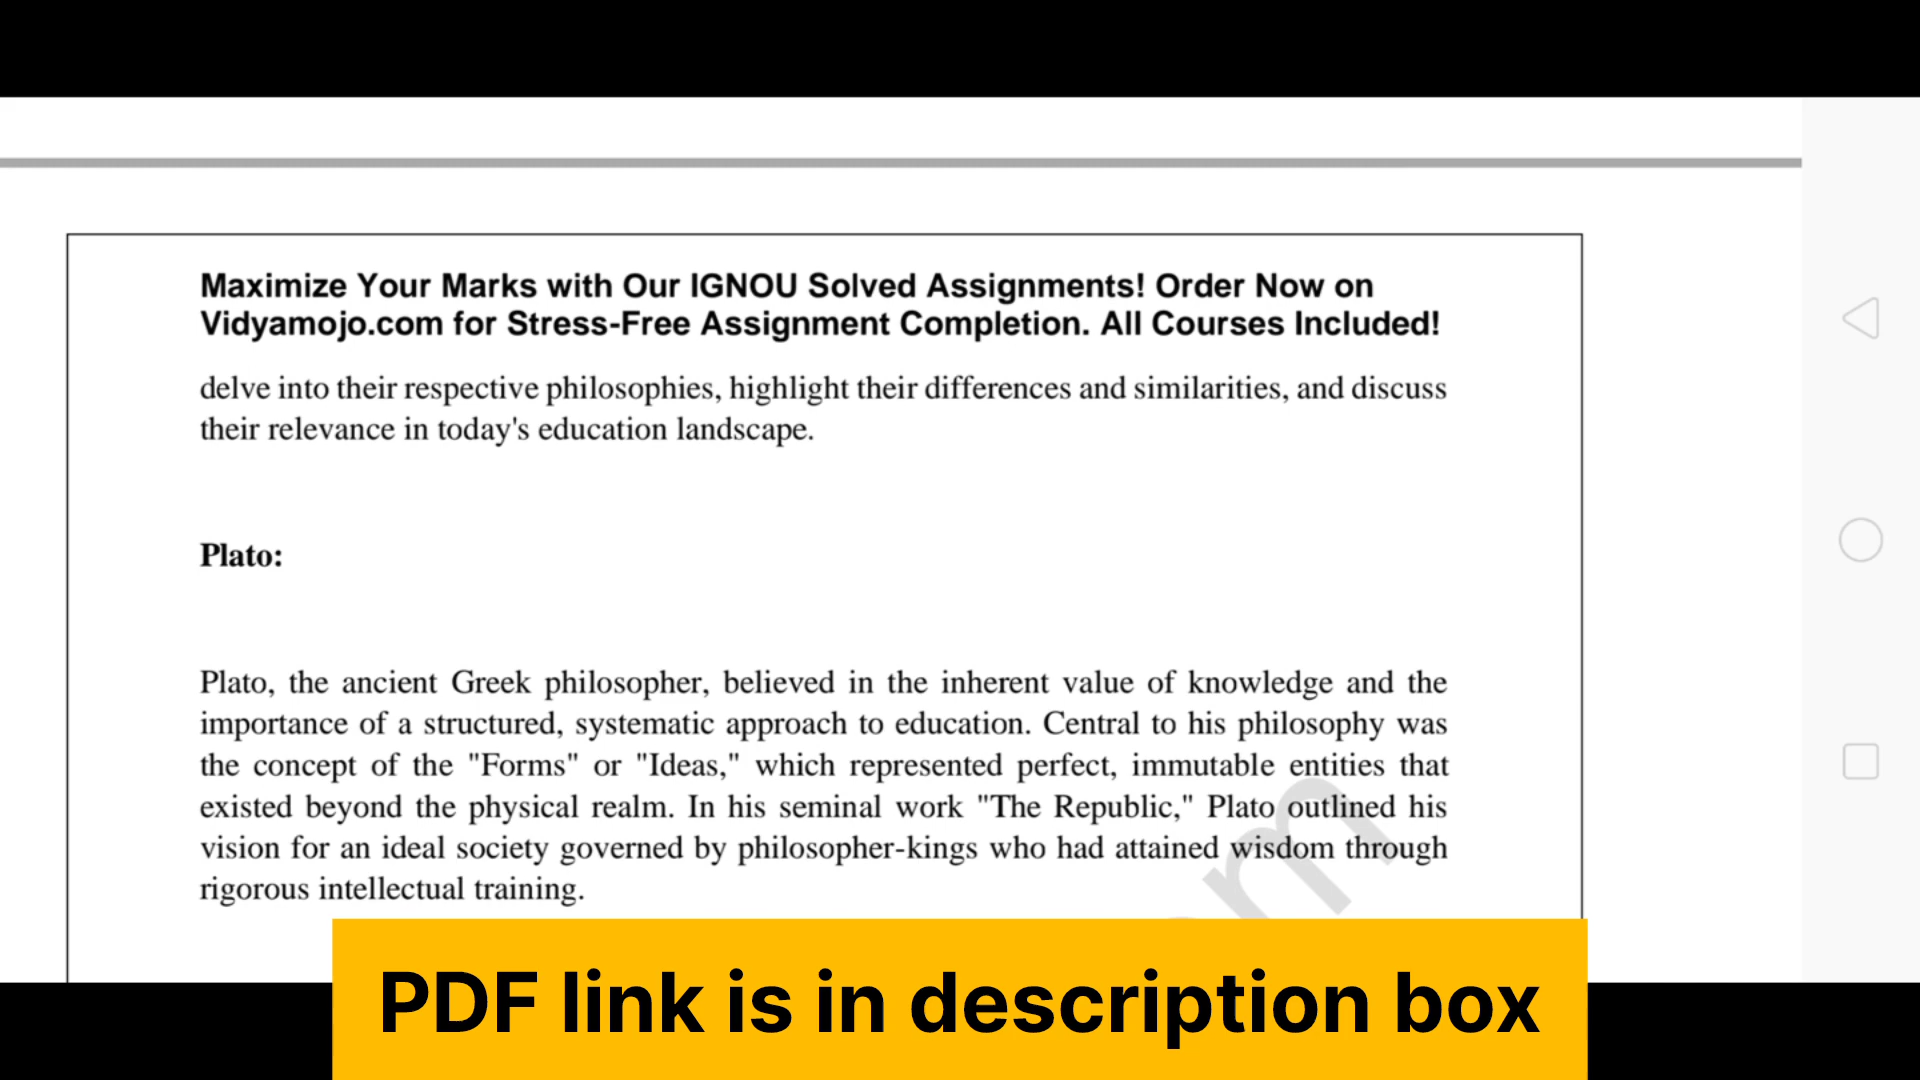 Maximize Your Marks with Our IGNOU Solved Assignments! Order Now on
Vidyamojo.com for Stress-Free Assignment Completion. All Courses Included!
delve into their respective philosophies, highlight their differences and similarities, and discuss
their relevance in today's education landscape.
Plato:
Plato, the ancient Greek philosopher, believed in the inherent value of knowledge and the
importance of a structured, systematic approach to education. Central to his philosophy was
the concept of the "Forms" or "Ideas," which represented perfect, immutable entities that
existed beyond the physical realm. In his seminal work "The Republic," Plato outlined his
vision for an ideal society governed by philosopher-kings who had attained wisdom through
rigorous intellectual training.
PDF link is in description box